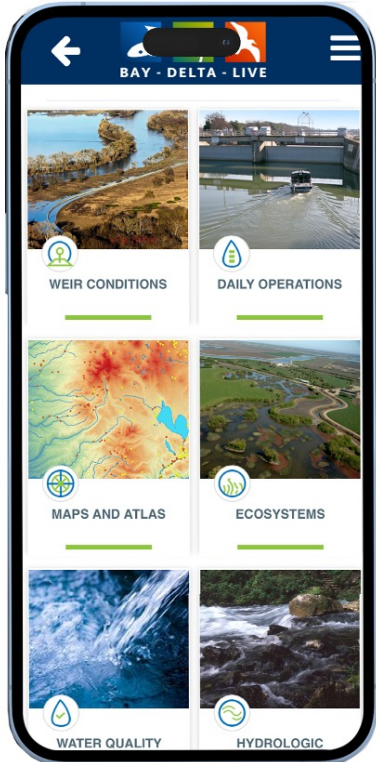 BAY - DELTA - LIVE
WEIR CONDITIONS
DAILY OPERATIONS
MAPS AND ATLAS
ECOSYSTEMS
WATER QUALITY
HYDROLOGIC